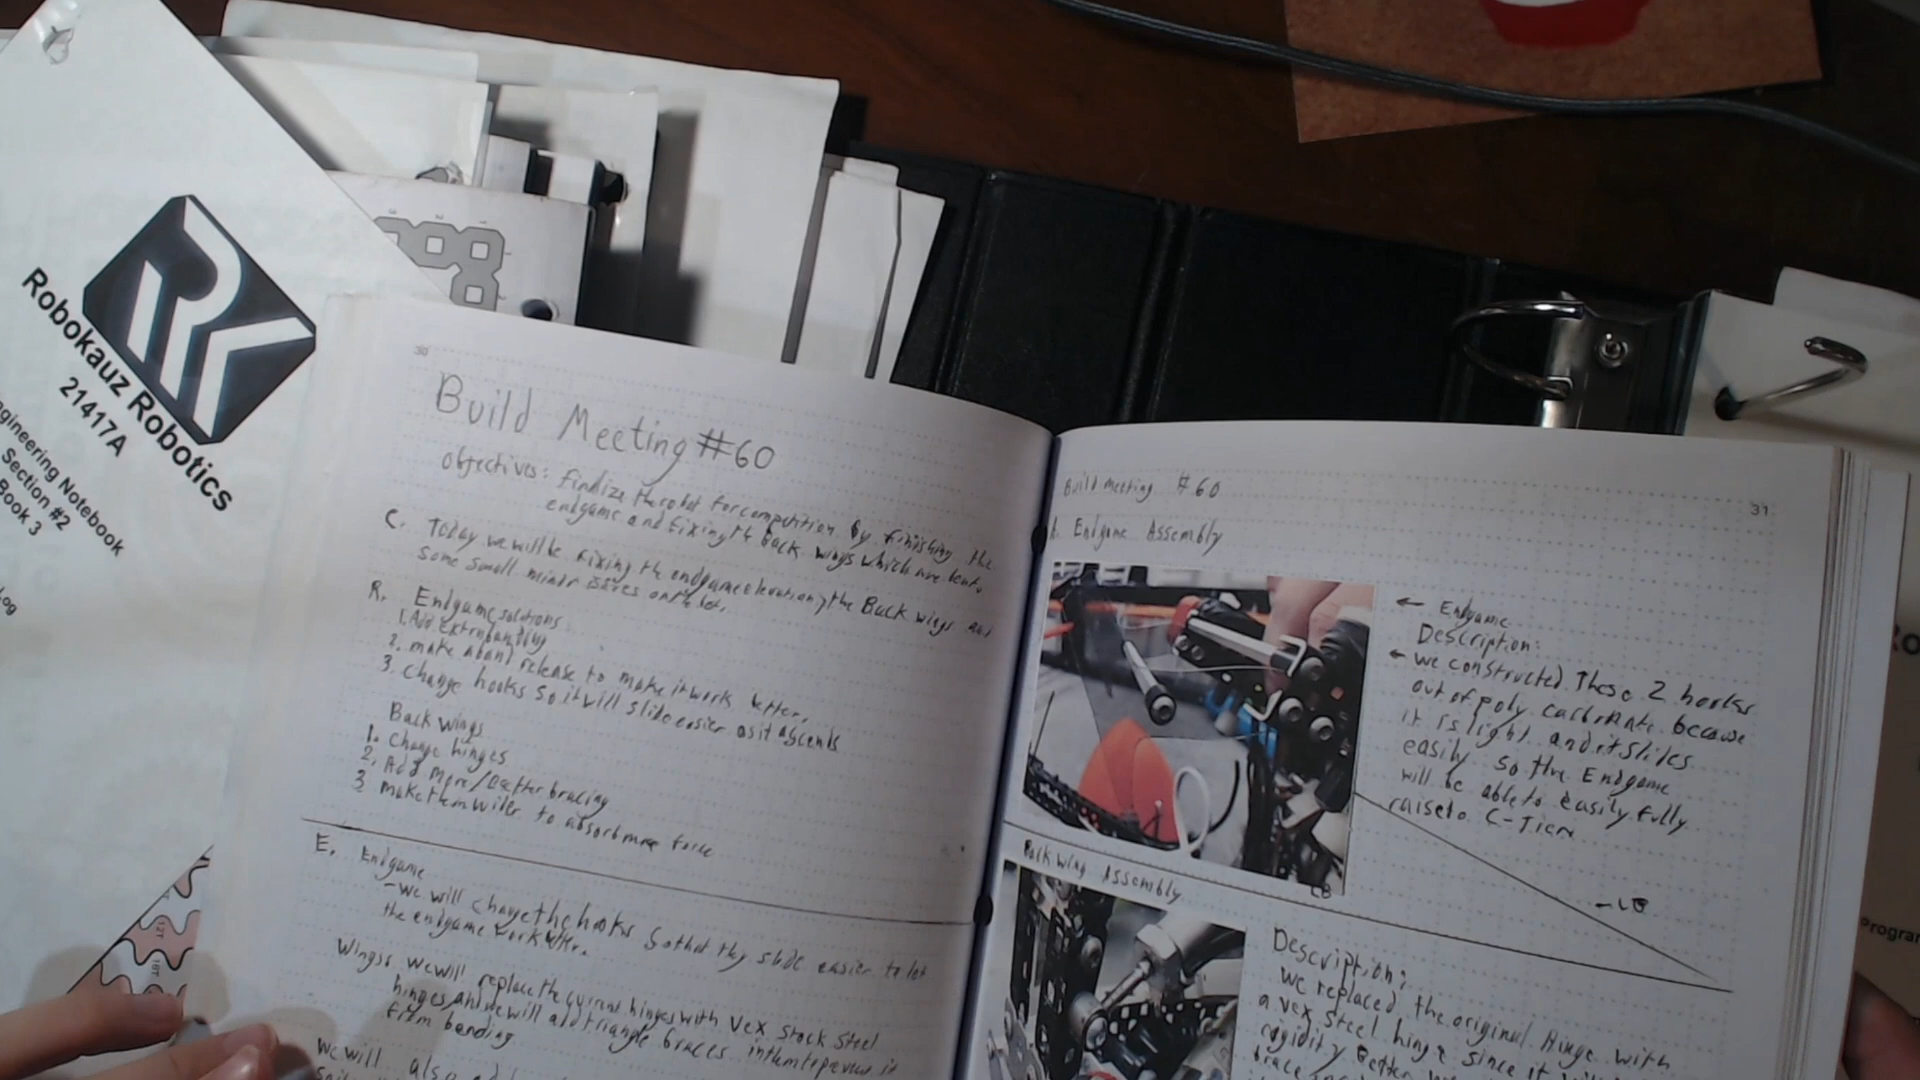 Robokauz Robotics
21417A
Engineering Notebook
Section #2
Book 3
Log
30
Build Meeting #60
Objectives: finalize the robot for competition by finishing the
endgame and fixing the back wings which are bent.
C. Today we will be fixing the endgame elevation, the Back wings and
some small minor issues on the bot.
R. Endgame solutions
1. Add extra banding
2. make a band release to make it work better.
3. Change hooks so it will slide easier as it ascends
Back wings
1. Change hinges
2. Add More/Better bracing
3 make them wider to absorb more force
E. Endgame
-We will change the hooks so that they slide easier to let
the endgame work
Wings: we will replace the current hinges with Vex stock steel
hinges and we will add triangle braces
from bending
We will also
Build meeting #60
31
Endgame Assembly
← Endgame
Description:
← we constructed These 2 hooks
out of poly carbonate because
it is light and it slides
easily so the Endgame
will be able to easily fully
raise to C-Tier
-LB
LB
Back wing Assembly
Description:
we replaced the original Hinge with
a vex steel hinge since it
rigidity Better
brace
12T
18T
Program